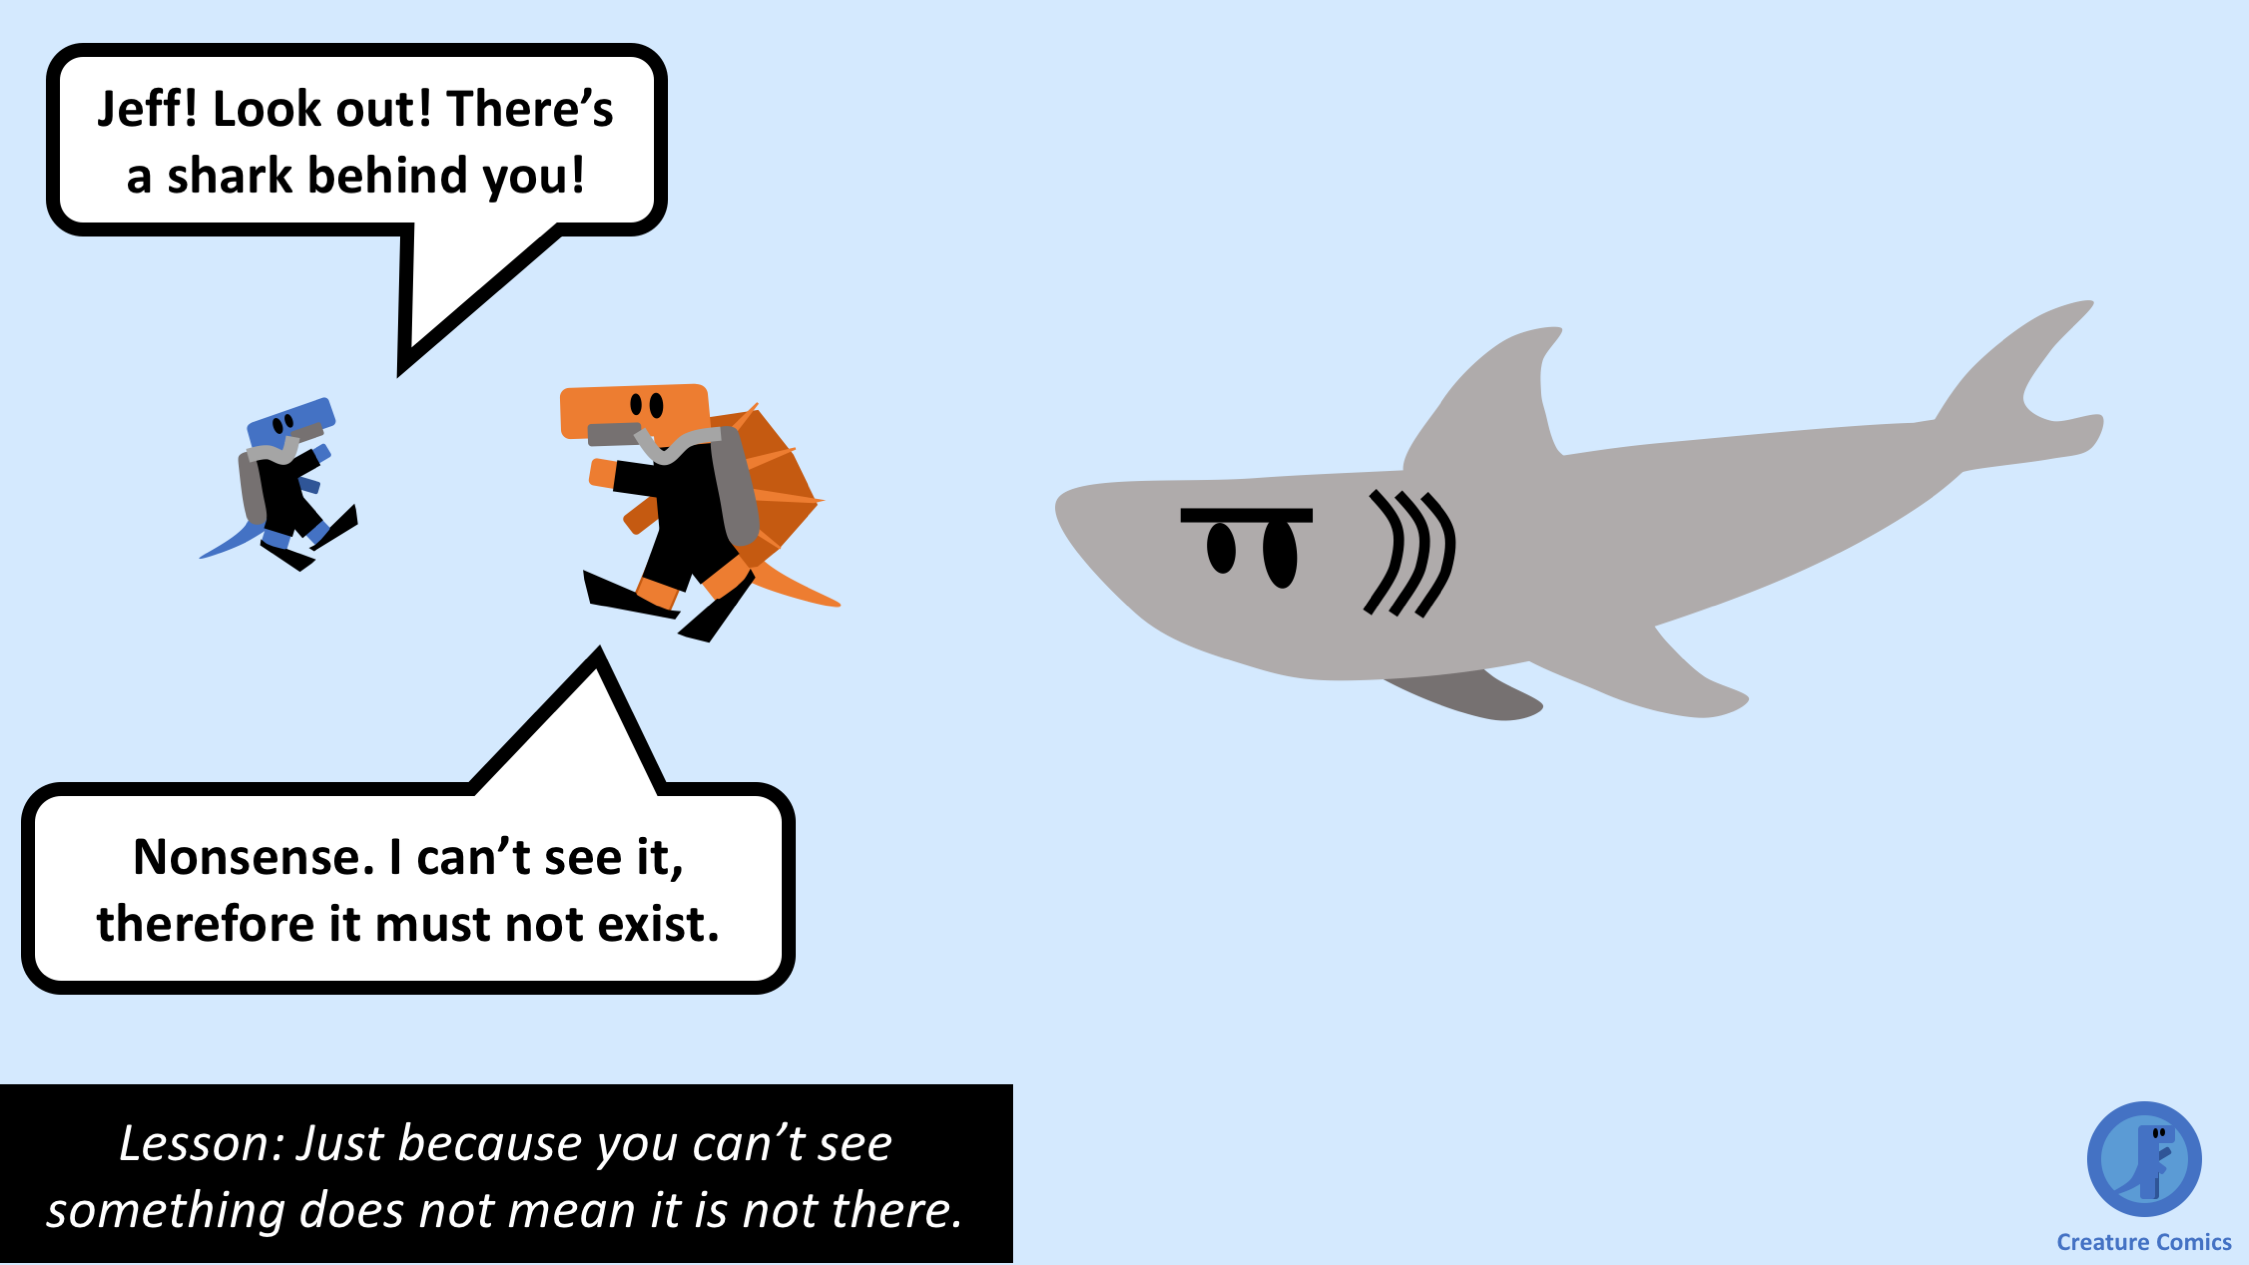 Jeff! Look out! There’s
a shark behind you!
Nonsense. I can’t see it,
therefore it must not exist.
Lesson: Just because you can’t see
something does not mean it is not there.
Creature Comics